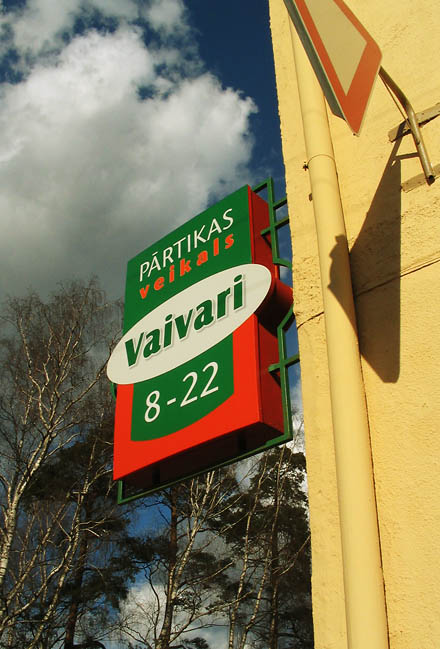 PĀRTIKAS
veikals
Vaivari
8-22